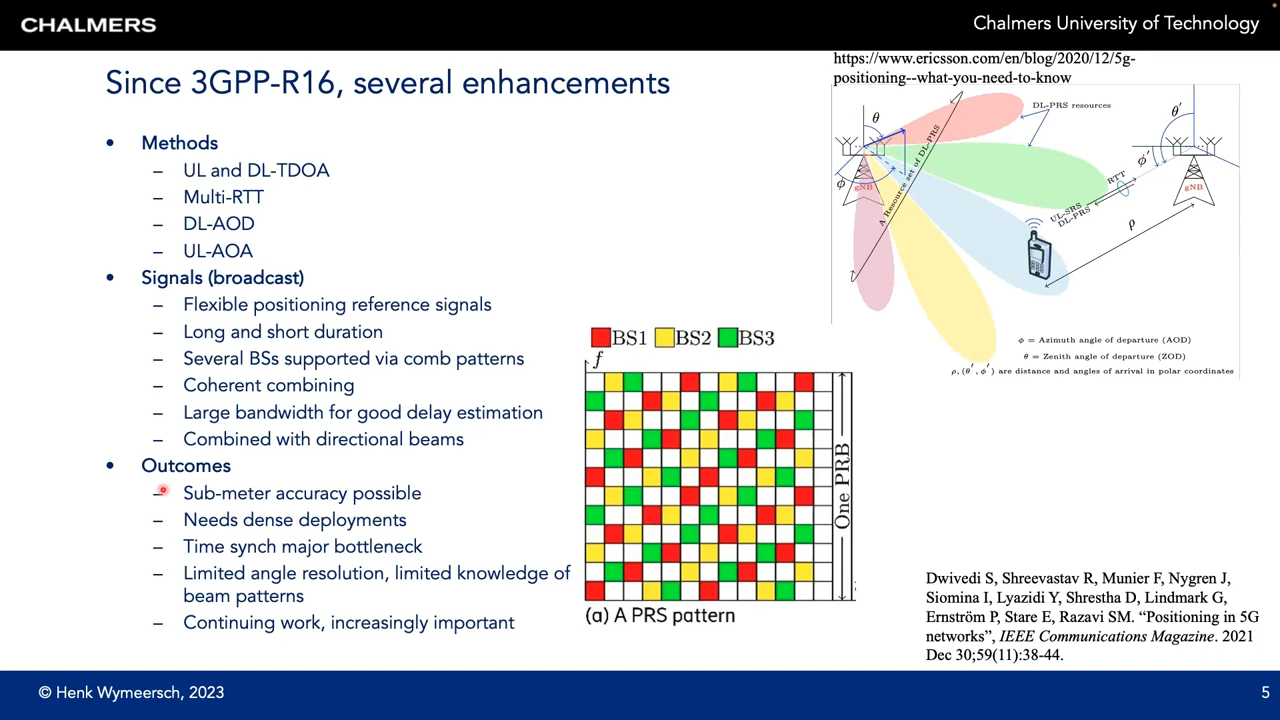 CHALMERS
Chalmers University of Technology
Since 3GPP-R16, several enhancements
• Methods
– UL and DL-TDOA
– Multi-RTT
– DL-AOD
– UL-AOA
• Signals (broadcast)
– Flexible positioning reference signals
– Long and short duration
– Several BSs supported via comb patterns
– Coherent combining
– Large bandwidth for good delay estimation
– Combined with directional beams
• Outcomes
– Sub-meter accuracy possible
– Needs dense deployments
– Time synch major bottleneck
– Limited angle resolution, limited knowledge of
beam patterns
– Continuing work, increasingly important
https://www.ericsson.com/en/blog/2020/12/5g-
positioning--what-you-need-to-know
DL-PRS resources
θ
θ′
ϕ
ϕ′
A Resource set of DL-PRS
gNB
gNB
RTT
UL-SRS
DL-PRS
ρ
ϕ = Azimuth angle of departure (AOD)
θ = Zenith angle of departure (ZOD)
ρ, (θ′, ϕ′) are distance and angles of arrival in polar coordinates
BS1 BS2 BS3
f
One PRB
(a) A PRS pattern
Dwivedi S, Shreevastav R, Munier F, Nygren J,
Siomina I, Lyazidi Y, Shrestha D, Lindmark G,
Ernström P, Stare E, Razavi SM. “Positioning in 5G
networks”, IEEE Communications Magazine. 2021
Dec 30;59(11):38-44.
© Henk Wymeersch, 2023
5